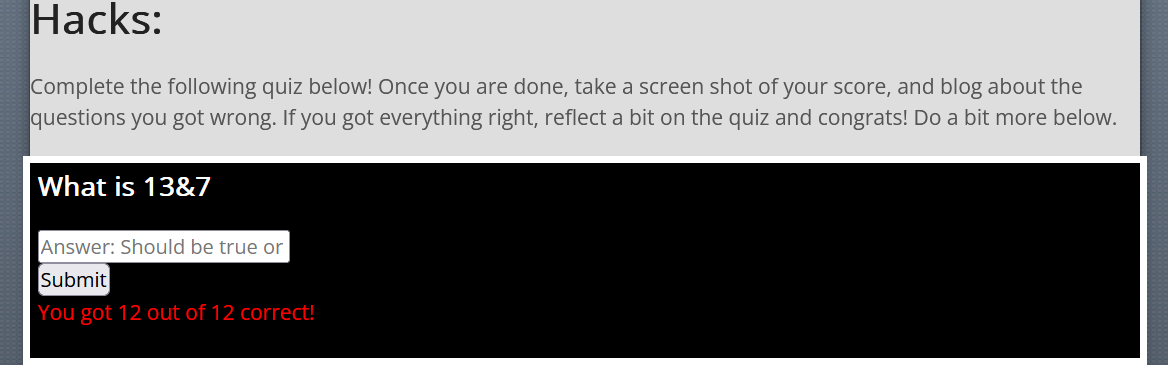 Hacks:
Complete the following quiz below! Once you are done, take a screen shot of your score, and blog about the
questions you got wrong. If you got everything right, reflect a bit on the quiz and congrats! Do a bit more below.
What is 13&7
Answer: Should be true or
Submit
You got 12 out of 12 correct!